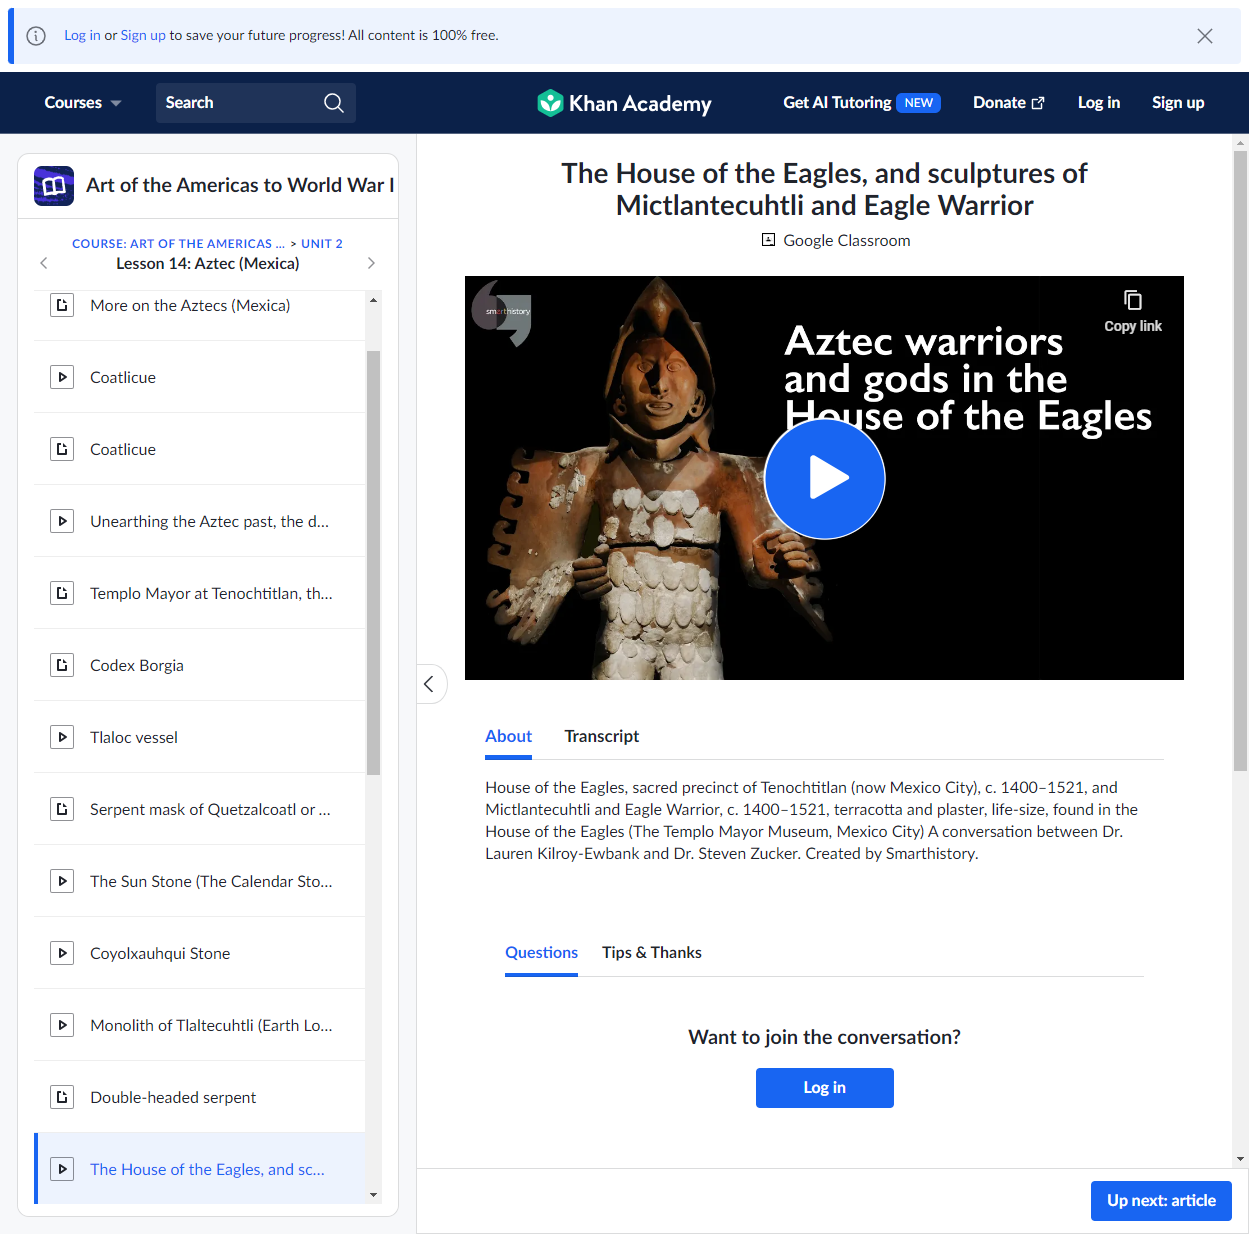 Log in or Sign up to save your future progress! All content is 100% free.
Courses
Search
Khan Academy
Get AI Tutoring NEW
Donate
Log in
Sign up
Art of the Americas to World War I
COURSE: ART OF THE AMERICAS ... > UNIT 2
Lesson 14: Aztec (Mexica)
More on the Aztecs (Mexica)
Coatlicue
Coatlicue
Unearthing the Aztec past, the d...
Templo Mayor at Tenochtitlan, th...
Codex Borgia
Tlaloc vessel
Serpent mask of Quetzalcoatl or ...
The Sun Stone (The Calendar Sto...
Coyolxauhqui Stone
Monolith of Tlaltecuhtli (Earth Lo...
Double-headed serpent
The House of the Eagles, and sc...
The House of the Eagles, and sculptures of
Mictlantecuhtli and Eagle Warrior
Google Classroom
smarthistory
Copy link
Aztec warriors
and gods in the
House of the Eagles
About
Transcript
House of the Eagles, sacred precinct of Tenochtitlan (now Mexico City), c. 1400–1521, and
Mictlantecuhtli and Eagle Warrior, c. 1400–1521, terracotta and plaster, life-size, found in the
House of the Eagles (The Templo Mayor Museum, Mexico City) A conversation between Dr.
Lauren Kilroy-Ewbank and Dr. Steven Zucker. Created by Smarthistory.
Questions
Tips & Thanks
Want to join the conversation?
Log in
Up next: article